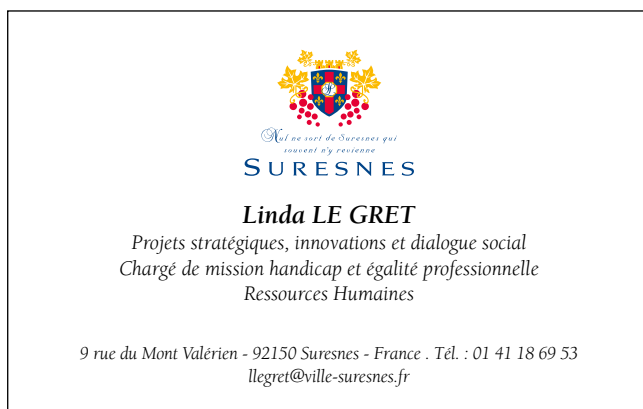 Nul ne sort de Suresnes qui
souvent n'y revienne
SURESNES
Linda LE GRET
Projets stratégiques, innovations et dialogue social
Chargé de mission handicap et égalité professionnelle
Ressources Humaines
9 rue du Mont Valérien - 92150 Suresnes - France . Tél. : 01 41 18 69 53
llegret@ville-suresnes.fr